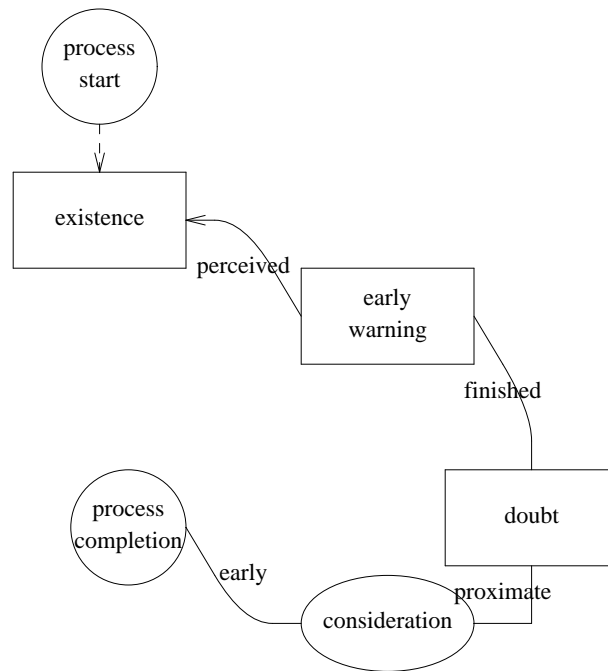 process
start
existence
perceived
early
warning
finished
process
completion
doubt
early
proximate
consideration